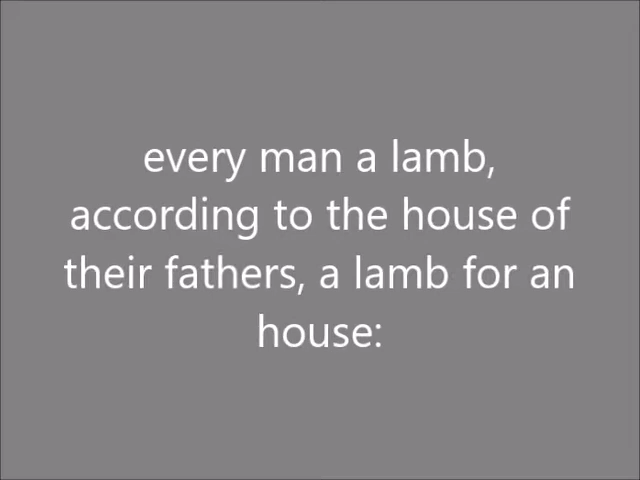 every man a lamb,
according to the house of
their fathers, a lamb for an
house: